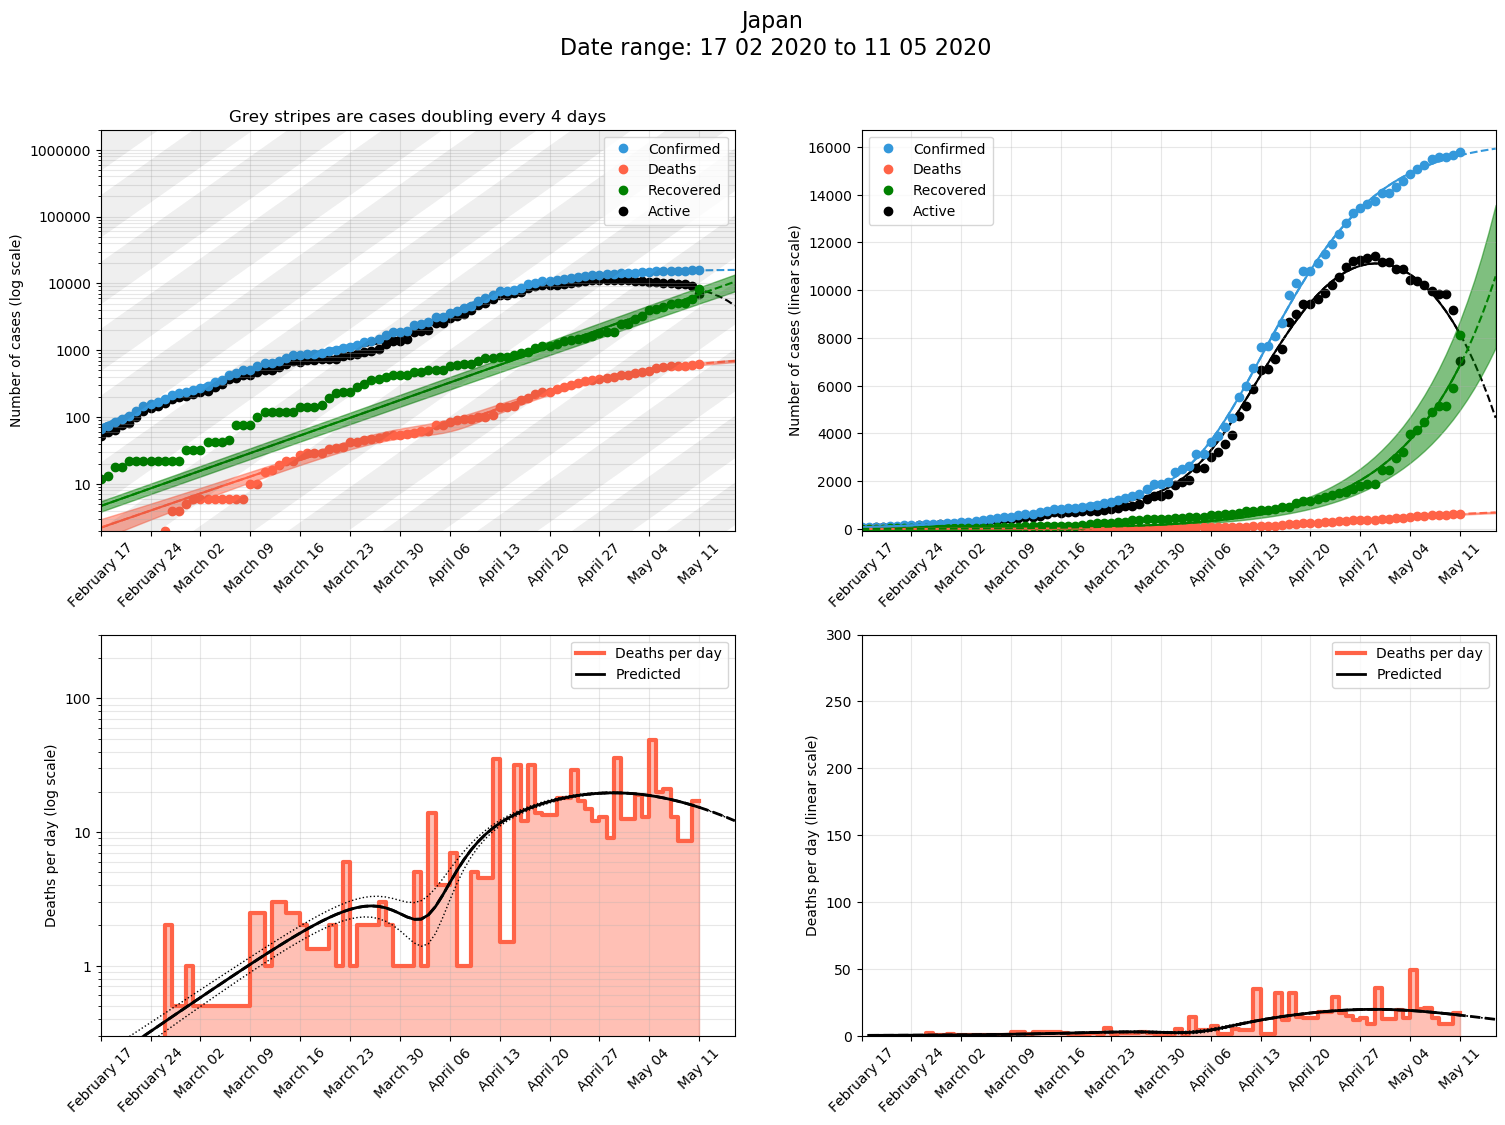 Japan
Date range: 17 02 2020 to 11 05 2020
Grey stripes are cases doubling every 4 days
Number of cases (log scale)
1000000
100000
10000
1000
100
10
Confirmed
Deaths
Recovered
Active
February 17
February 24
March 02
March 09
March 16
March 23
March 30
April 06
April 13
April 20
April 27
May 04
May 11
Number of cases (linear scale)
16000
14000
12000
10000
8000
6000
4000
2000
0
Confirmed
Deaths
Recovered
Active
February 17
February 24
March 02
March 09
March 16
March 23
March 30
April 06
April 13
April 20
April 27
May 04
May 11
Deaths per day (log scale)
100
10
1
Deaths per day
Predicted
February 17
February 24
March 02
March 09
March 16
March 23
March 30
April 06
April 13
April 20
April 27
May 04
May 11
Deaths per day (linear scale)
300
250
200
150
100
50
0
Deaths per day
Predicted
February 17
February 24
March 02
March 09
March 16
March 23
March 30
April 06
April 13
April 20
April 27
May 04
May 11